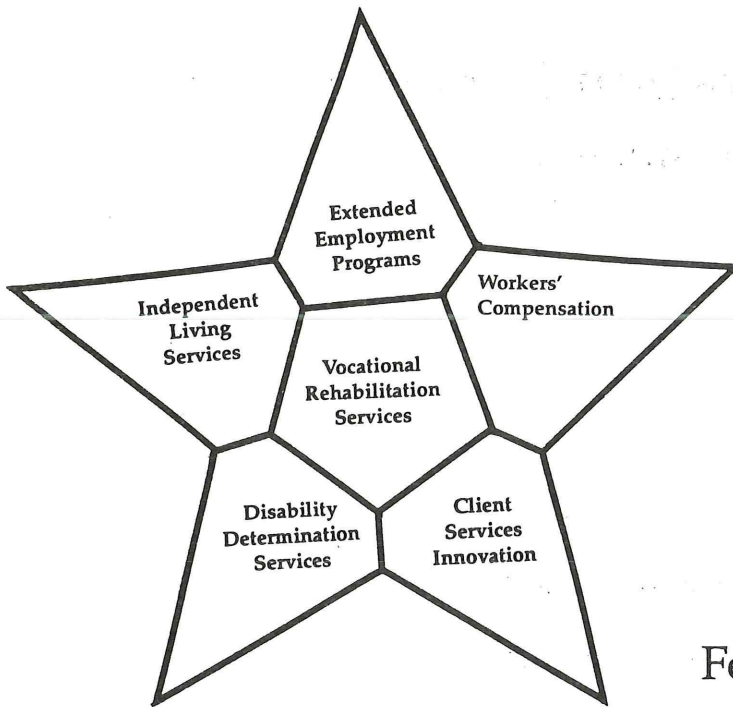 Extended
Employment
Programs
Independent
Living
Services
Workers'
Compensation
Vocational
Rehabilitation
Services
Disability
Determination
Services
Client
Services
Innovation